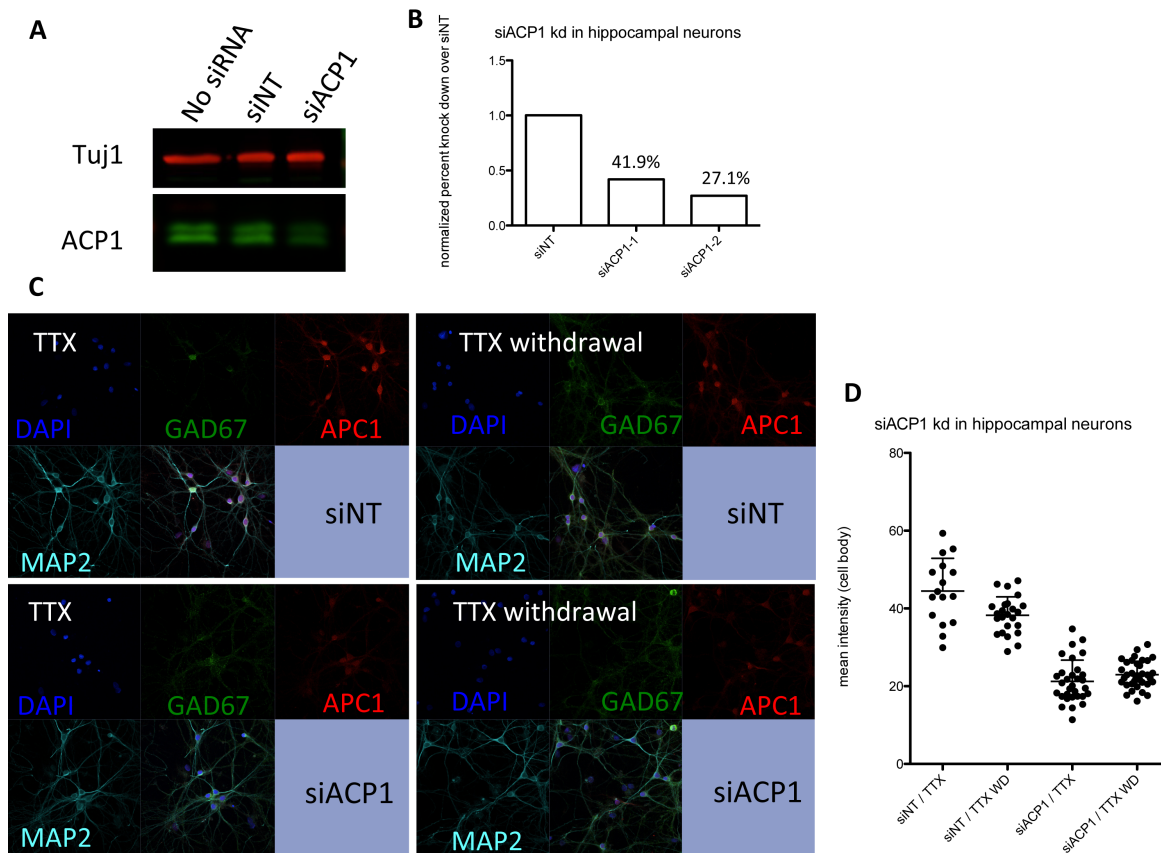 A
No siRNA
siNT
siACP1
Tuj1
ACP1
B
siACP1 kd in hippocampal neurons
normalized percent knock down over siNT
1.5
1.0
0.5
0.0
41.9%
27.1%
siNT
siACP1-1
siACP1-2
C
TTX
DAPI
GAD67
APC1
MAP2
siNT
TTX withdrawal
DAPI
GAD67
APC1
MAP2
siNT
TTX
DAPI
GAD67
APC1
MAP2
siACP1
TTX withdrawal
DAPI
GAD67
APC1
MAP2
siACP1
D
siACP1 kd in hippocampal neurons
mean intensity (cell body)
80
60
40
20
0
siNT / TTX
siNT / TTX WD
siACP1 / TTX
siACP1 / TTX WD